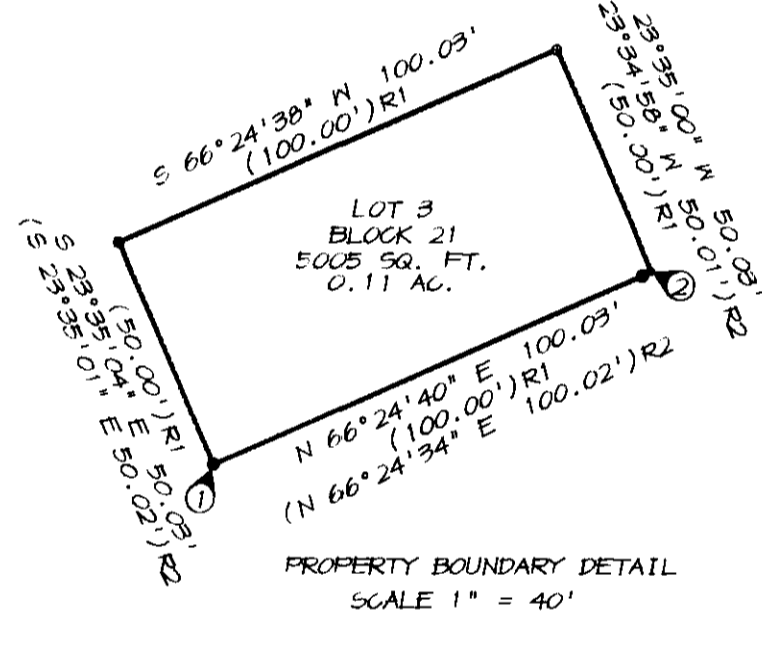 S 66°24'38" W 100.03'
(100.00')R1
23°35'00" W 50.03'
23°34'58" W 50.01')R2
(50.00')R1
LOT 3
BLOCK 21
5005 SQ. FT.
0.11 AC.
(50.00')R1
S 23°35'04" E 50.03'
(S 23°35'01" E 50.02')R2
N 66°24'40" E 100.03'
(100.00')R1
(N 66°24'34" E 100.02')R2
1
2
PROPERTY BOUNDARY DETAIL
SCALE 1" = 40'